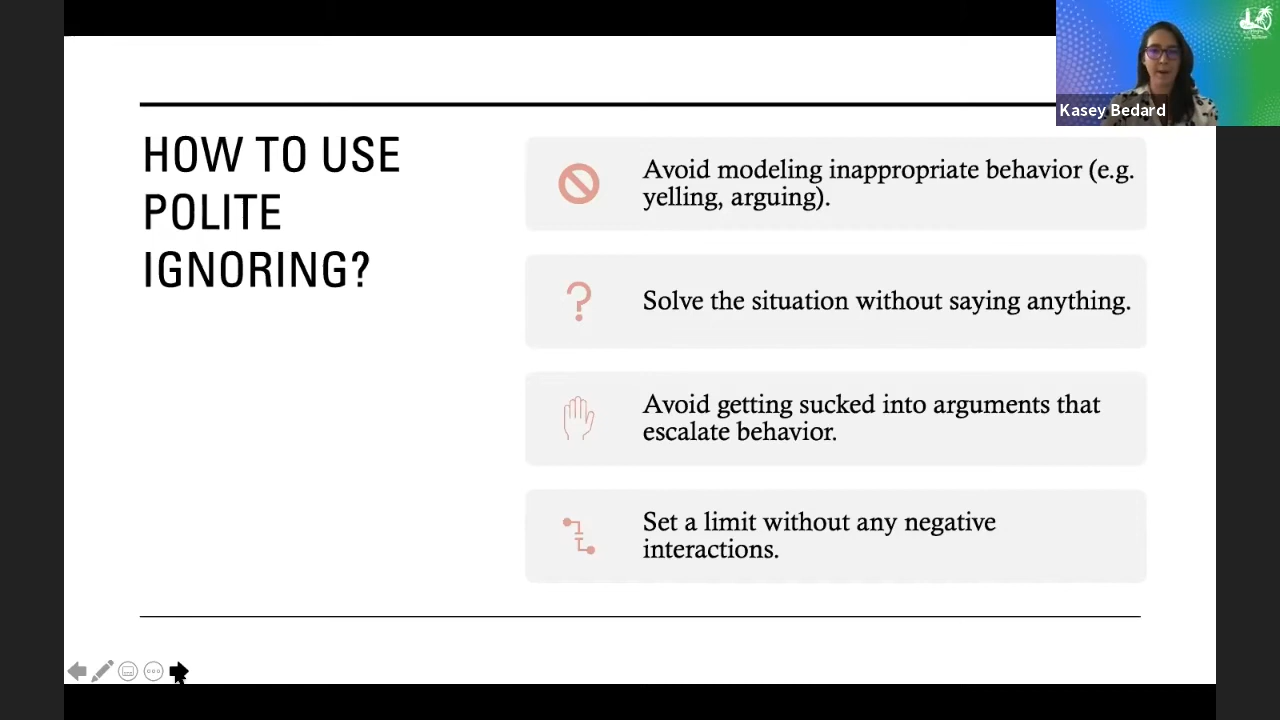 Kasey Bedard
HOW TO USE
POLITE
IGNORING?
Avoid modeling inappropriate behavior (e.g.
yelling, arguing).
Solve the situation without saying anything.
Avoid getting sucked into arguments that
escalate behavior.
Set a limit without any negative
interactions.